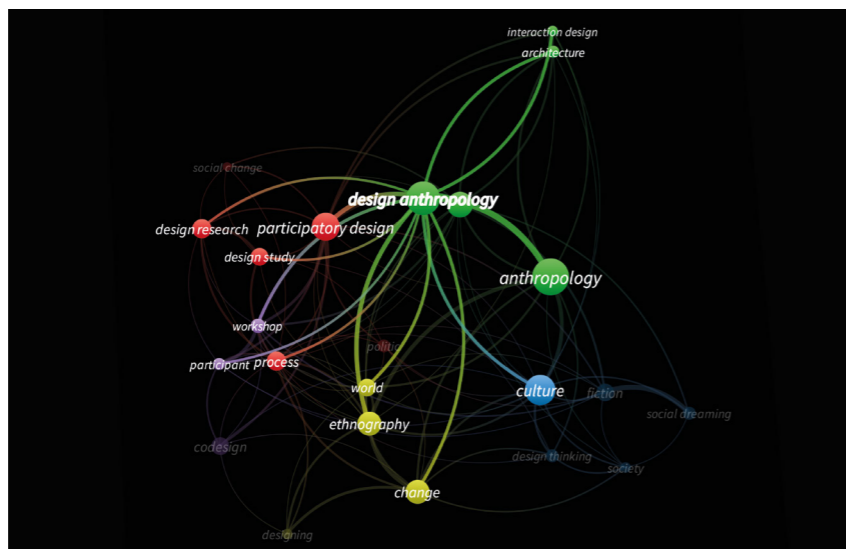 interaction design
architecture
social change
design anthropology
design research
participatory design
design study
anthropology
workshop
politic
participant
process
world
culture
fiction
social dreaming
ethnography
codesign
design thinking
society
change
designing